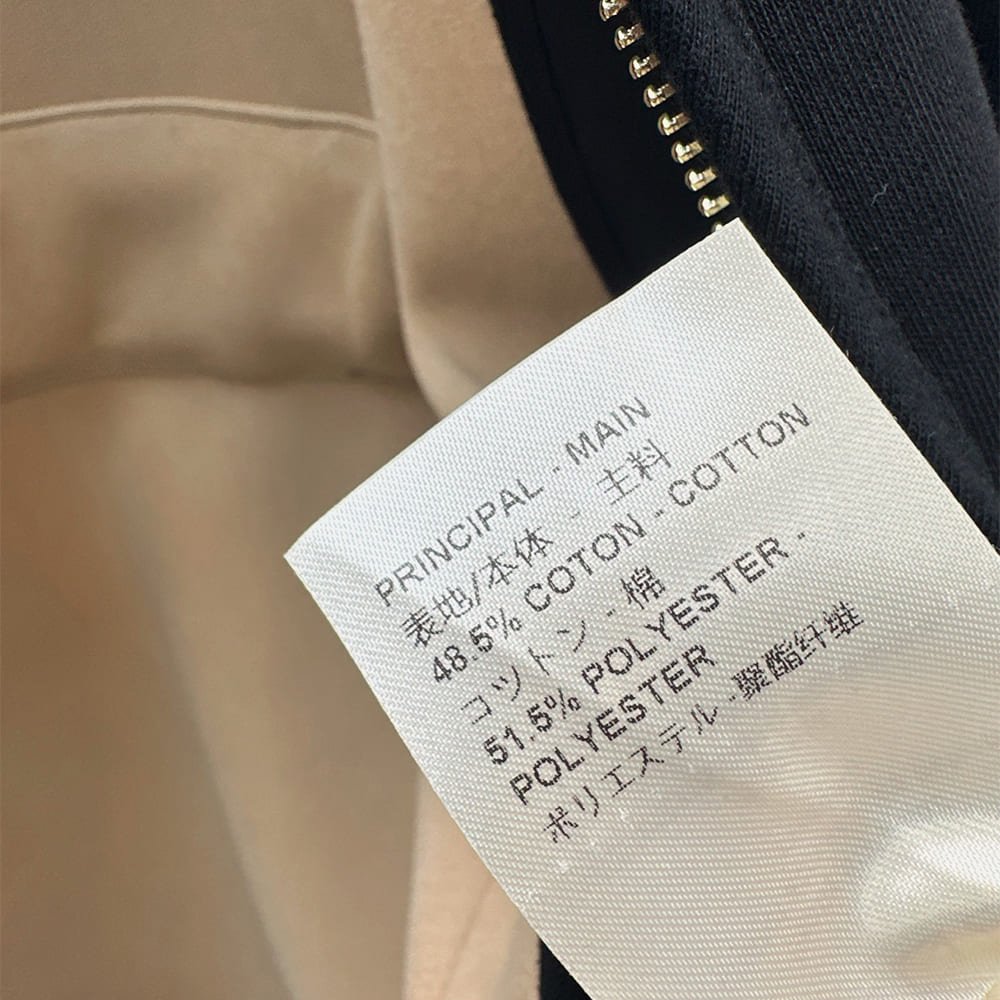 PRINCIPAL - MAIN
表地/本体 - 主料
48.5% COTON - COTTON
コットン - 棉
51.5% POLYESTER -
POLYESTER
ポリエステル - 聚酯纤维